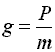 g = P/m